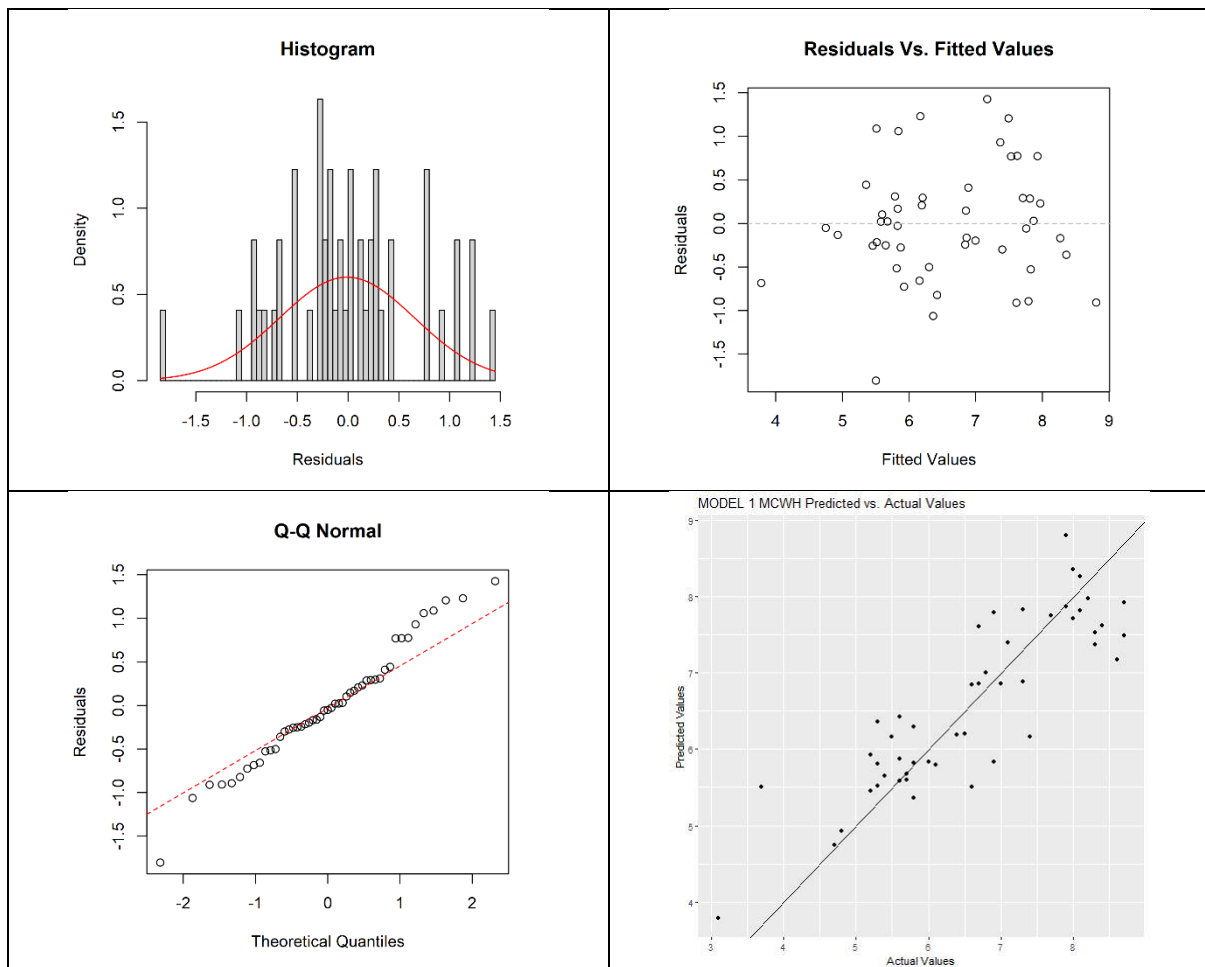 Histogram
Density
0.0 0.5 1.0 1.5
-1.5 -1.0 -0.5 0.0 0.5 1.0 1.5
Residuals
Residuals Vs. Fitted Values
Residuals
-1.5 -1.0 -0.5 0.0 0.5 1.0 1.5
4 5 6 7 8 9
Fitted Values
Q-Q Normal
Residuals
-1.5 -1.0 -0.5 0.0 0.5 1.0 1.5
-2 -1 0 1 2
Theoretical Quantiles
MODEL 1 MCWH Predicted vs. Actual Values
Predicted Values
9
8
7
6
5
4
3 4 5 6 7 8
Actual Values